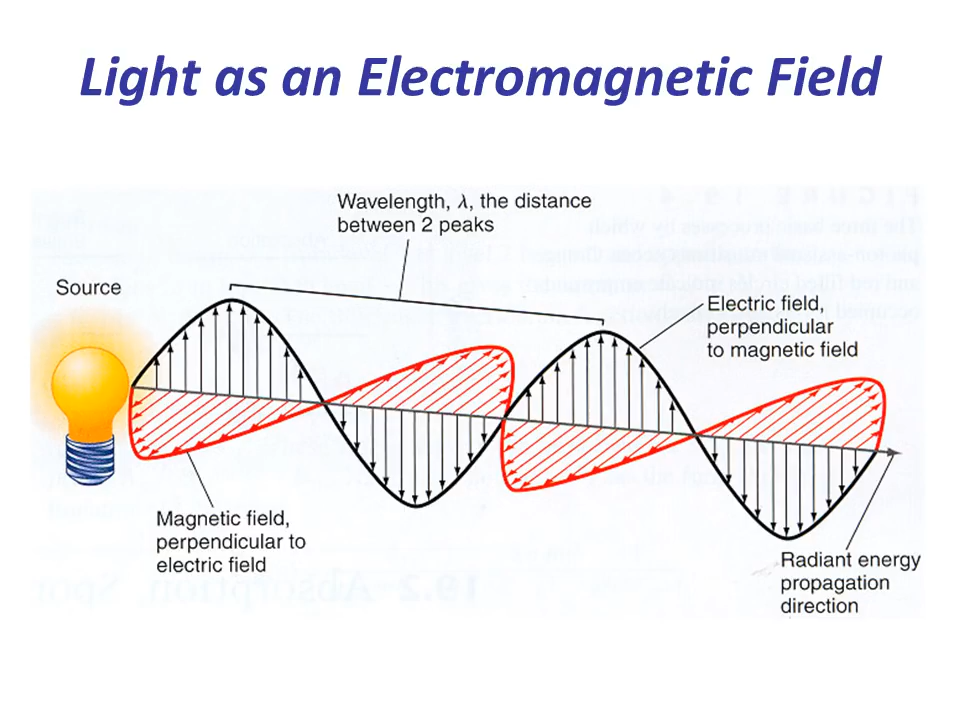 Light as an Electromagnetic Field
Wavelength, λ, the distance
between 2 peaks
Source
Electric field,
perpendicular
to magnetic field
Magnetic field,
perpendicular to
electric field
Radiant energy
propagation
direction